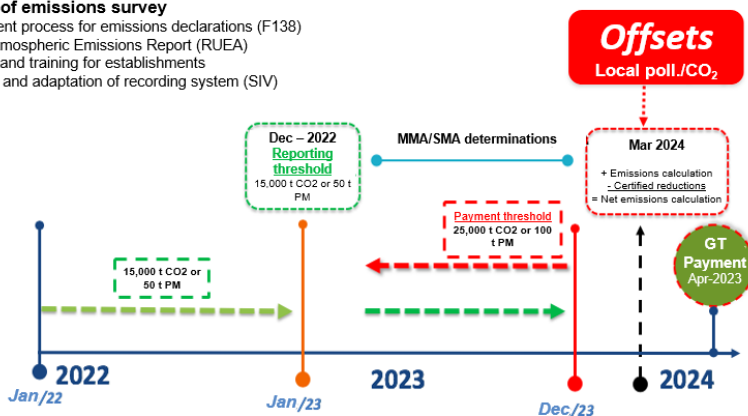 of emissions survey
ent process for emissions declarations (F138)
mospheric Emissions Report (RUEA)
and training for establishments
and adaptation of recording system (SIV)
Offsets
Local poll./CO₂
Dec – 2022
Reporting
threshold
15,000 t CO2 or 50 t
PM
MMA/SMA determinations
Mar 2024
+ Emissions calculation
- Certified reductions
= Net emissions calculation
Payment threshold
25,000 t CO2 or 100
t PM
GT
Payment
Apr-2023
15,000 t CO2 or
50 t PM
2022
2023
2024
Jan/22
Jan/23
Dec/23